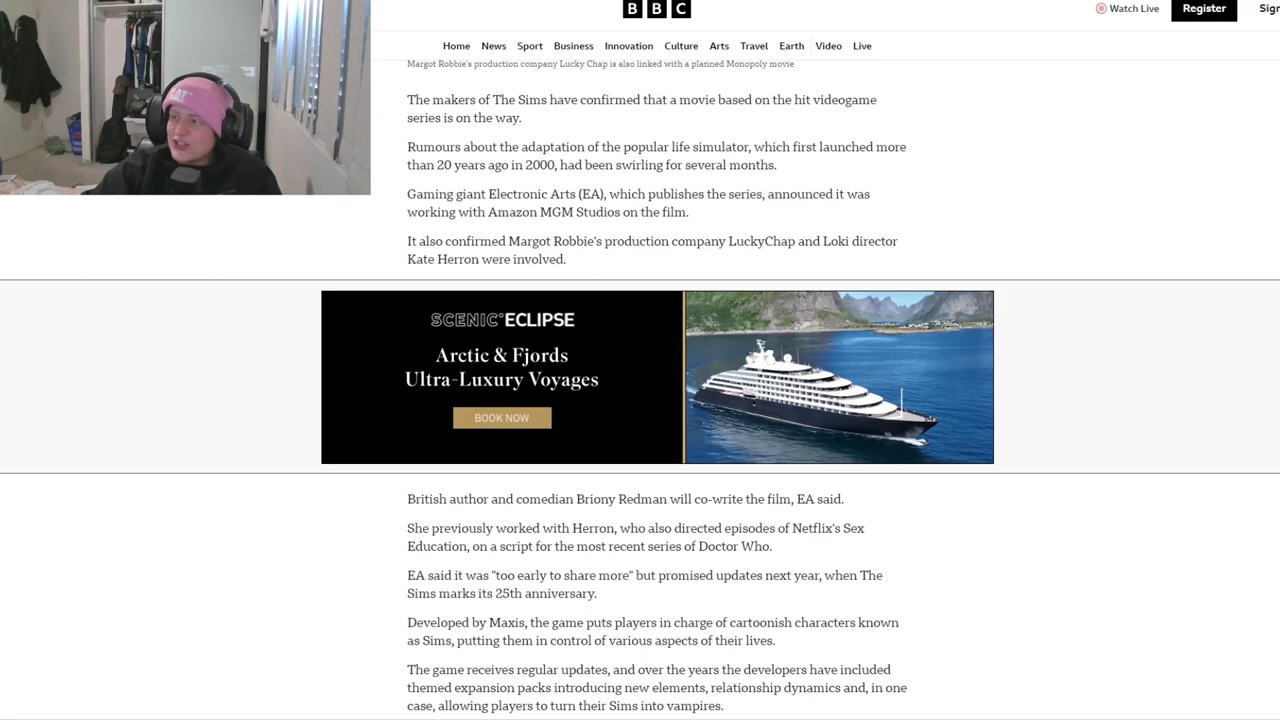 BBC
Watch Live
Register
Sign
Home News Sport Business Innovation Culture Arts Travel Earth Video Live
Margot Robbie's production company Lucky Chap is also linked with a planned Monopoly movie
The makers of The Sims have confirmed that a movie based on the hit videogame
series is on the way.
Rumours about the adaptation of the popular life simulator, which first launched more
than 20 years ago in 2000, had been swirling for several months.
Gaming giant Electronic Arts (EA), which publishes the series, announced it was
working with Amazon MGM Studios on the film.
It also confirmed Margot Robbie's production company LuckyChap and Loki director
Kate Herron were involved.
SCENIC°ECLIPSE
Arctic & Fjords
Ultra-Luxury Voyages
BOOK NOW
British author and comedian Briony Redman will co-write the film, EA said.
She previously worked with Herron, who also directed episodes of Netflix's Sex
Education, on a script for the most recent series of Doctor Who.
EA said it was "too early to share more" but promised updates next year, when The
Sims marks its 25th anniversary.
Developed by Maxis, the game puts players in charge of cartoonish characters known
as Sims, putting them in control of various aspects of their lives.
The game receives regular updates, and over the years the developers have included
themed expansion packs introducing new elements, relationship dynamics and, in one
case, allowing players to turn their Sims into vampires.